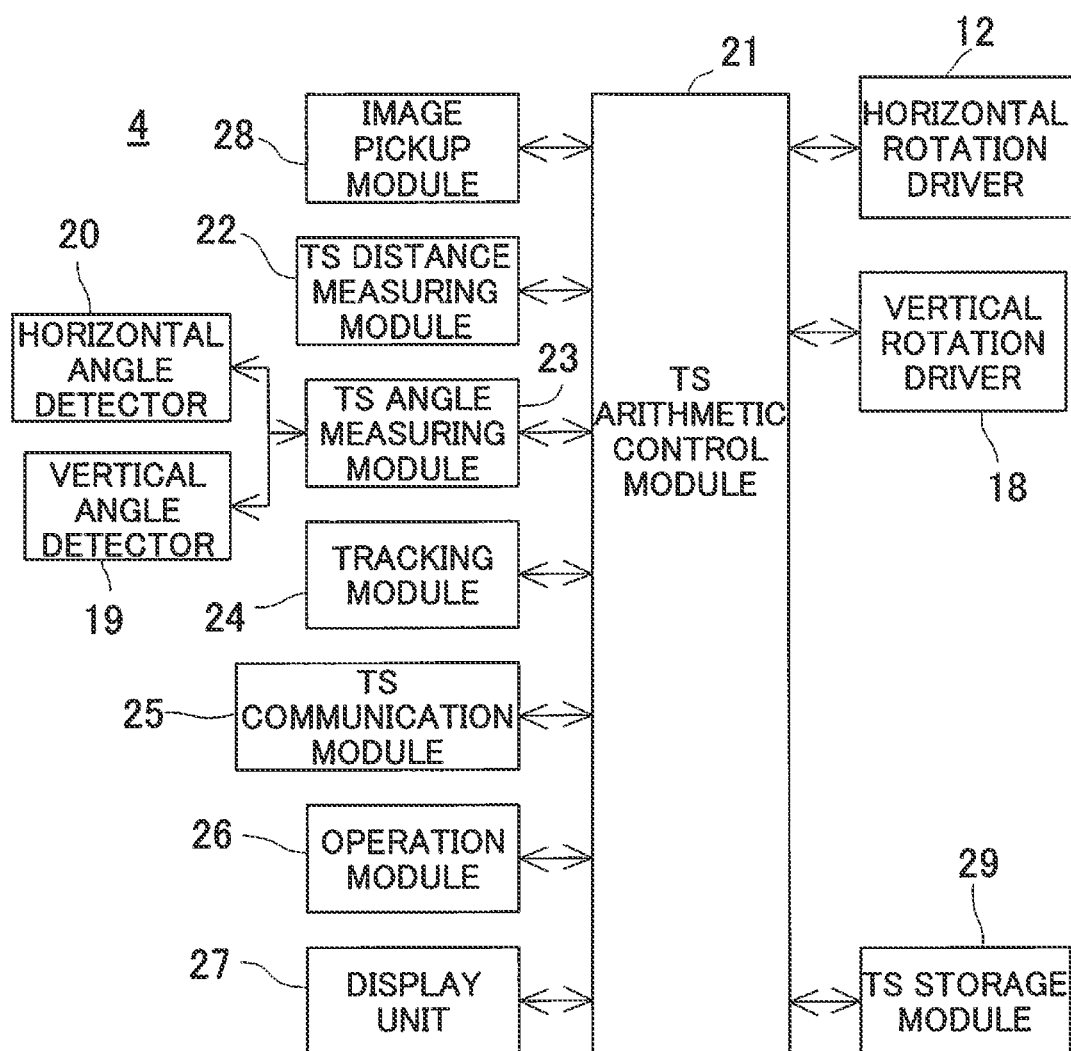 12
21
4
28
IMAGE
PICKUP
MODULE
HORIZONTAL
ROTATION
DRIVER
22
TS DISTANCE
MEASURING
MODULE
20
HORIZONTAL
ANGLE
DETECTOR
VERTICAL
ROTATION
DRIVER
18
23
TS ANGLE
MEASURING
MODULE
TS
ARITHMETIC
CONTROL
MODULE
VERTICAL
ANGLE
DETECTOR
19
TRACKING
MODULE
24
TS
COMMUNICATION
MODULE
25
26
OPERATION
MODULE
29
27
DISPLAY
UNIT
TS STORAGE
MODULE